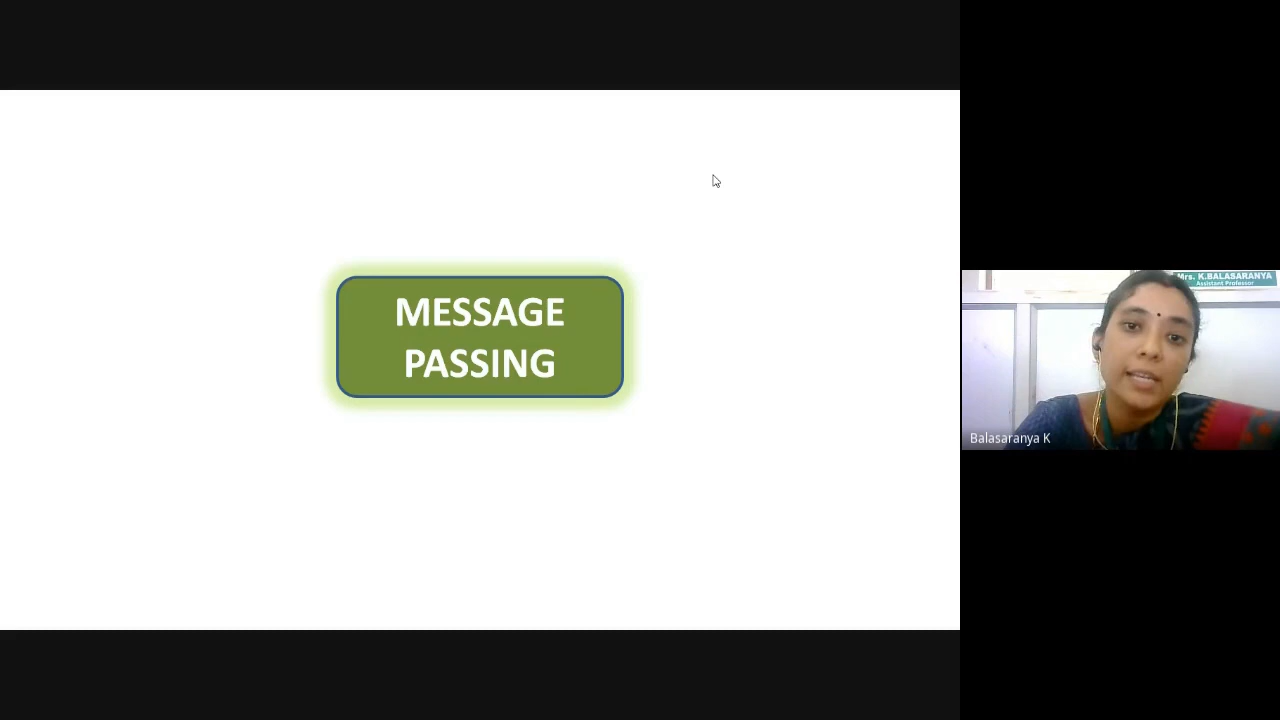 MESSAGE
PASSING
Mrs. K.BALASARANYA
Assistant Professor
Balasaranya K